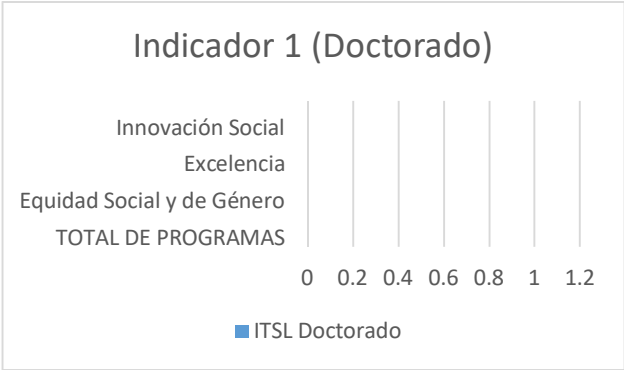 Indicador 1 (Doctorado)
Innovación Social
Excelencia
Equidad Social y de Género
TOTAL DE PROGRAMAS
0 0.2 0.4 0.6 0.8 1 1.2
ITSL Doctorado